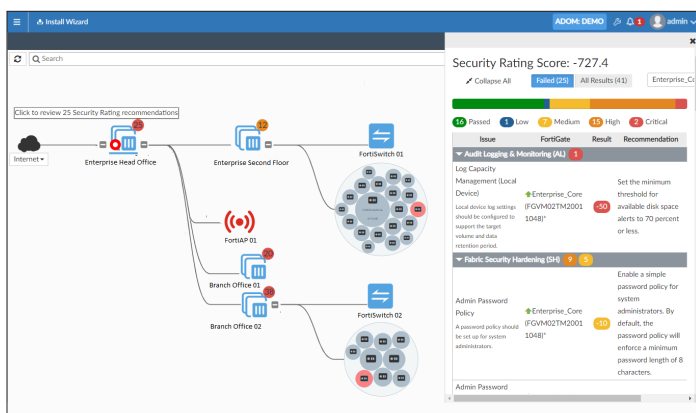 Install Wizard
ADOM: DEMO
1
admin
Search
Click to review 25 Security Rating recommendations
25
12
Internet
Enterprise Head Office
Enterprise Second Floor
FortiSwitch 01
FortiAP 01
20
Branch Office 01
38
Branch Office 02
FortiSwitch 02
Security Rating Score: -727.4
Collapse All
Failed (25)
All Results (41)
Enterprise_Co
16 Passed
1 Low
7 Medium
15 High
2 Critical
Issue
FortiGate
Result
Recommendation
Audit Logging & Monitoring (AL) 1
Log Capacity
Management (Local
Device)
Local device log settings
should be configured to
support the target
volume and data
retention period.
Enterprise_Core
(FGVM02TM2001
1048)*
-50
Set the minimum
threshold for
available disk space
alerts to 70 percent
or less.
Fabric Security Hardening (SH) 9 5
Admin Password
Policy
A password policy should
be set up for system
administrators.
Enterprise_Core
(FGVM02TM2001
1048)*
-10
Enable a simple
password policy for
system
administrators. By
default, the
password policy will
enforce a minimum
password length of 8
characters.
Admin Password